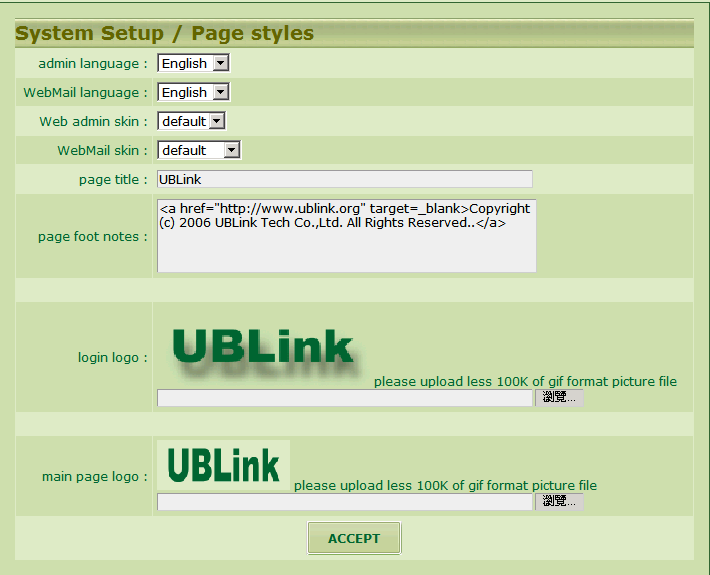 System Setup / Page styles
admin language : English
WebMail language : English
Web admin skin : default
WebMail skin : default
page title : UBLink
<a href="http://www.ublink.org" target=_blank>Copyright
page foot notes : (c) 2006 UBLink Tech Co.,Ltd. All Rights Reserved..</a>
UBLink
login logo : please upload less 100K of gif format picture file
瀏覽...
UBLink
main page logo : please upload less 100K of gif format picture file
瀏覽...
ACCEPT